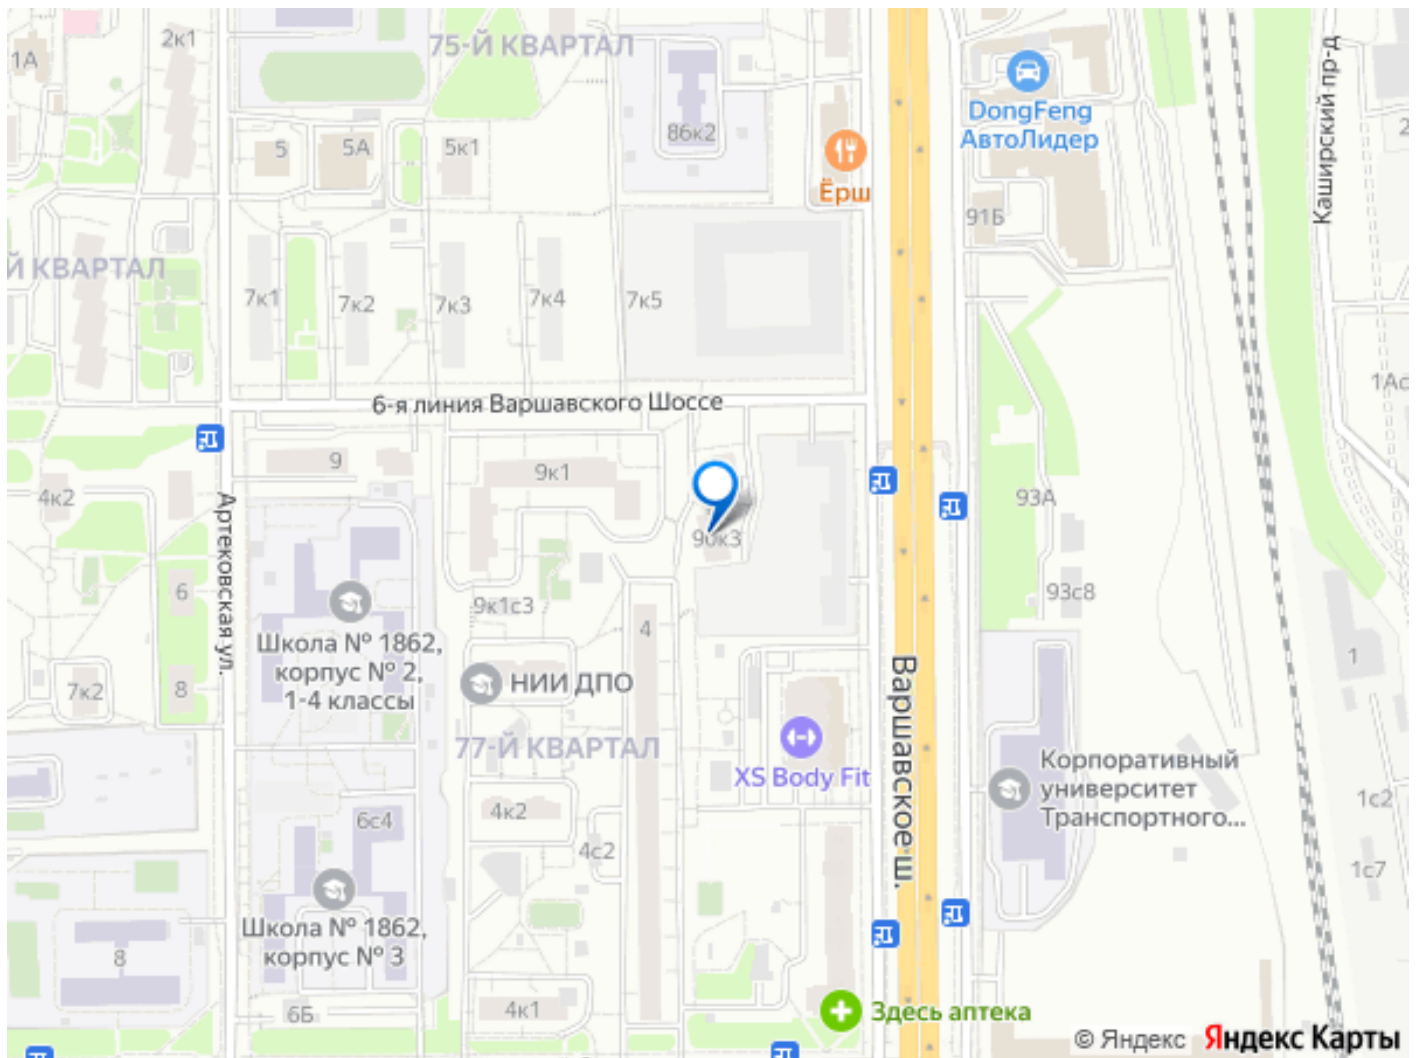 75-Й КВАРТАЛ
2к1
1А
DongFeng
АвтоЛидер
Каширский пр-д
2
86к2
5
5А
5к1
Ёрш
91Б
Й КВАРТАЛ
7к1
7к2
7к3
7к4
7к5
6-я линия Варшавского Шоссе
1Ас
9
9к1
4к2
Артековская ул.
90к3
93А
93с8
6
9к1с3
4
Школа № 1862,
корпус № 2,
1-4 классы
НИИ ДПО
7к2
8
1
Варшавское ш.
77-Й КВАРТАЛ
XS Body Fit
Корпоративный
университет
Транспортного...
1с2
4к2
6с4
4с2
1с7
Школа № 1862,
корпус № 3
8
6Б
4к1
Здесь аптека
© Яндекс Яндекс Карты